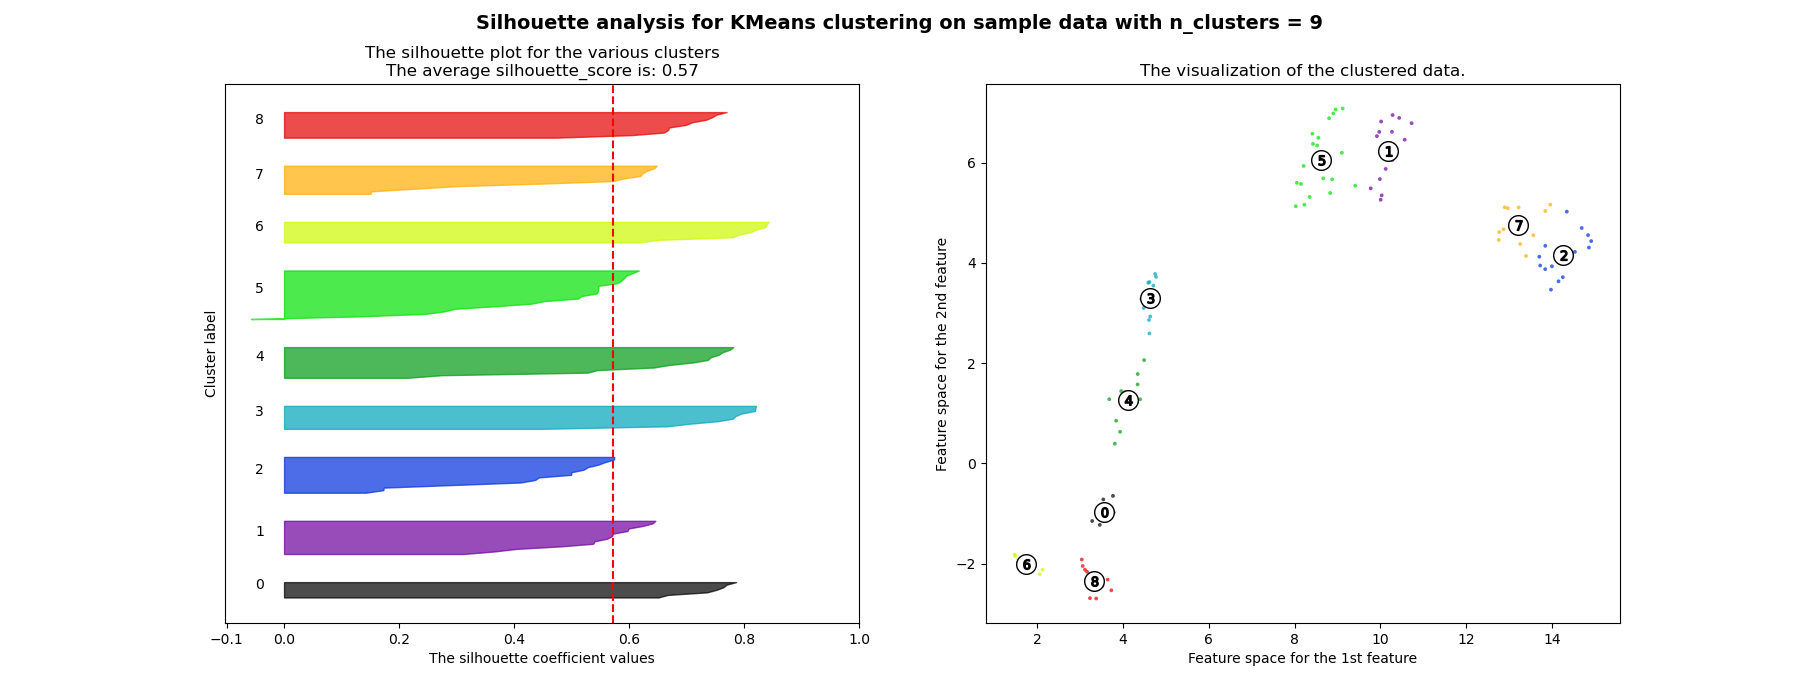 Silhouette analysis for KMeans clustering on sample data with n_clusters = 9
The silhouette plot for the various clusters
The average silhouette_score is: 0.57
8
7
6
5
4
3
2
1
0
Cluster label
−0.1 0.0 0.2 0.4 0.6 0.8 1.0
The silhouette coefficient values
The visualization of the clustered data.
6
4
2
0
−2
Feature space for the 2nd feature
5
1
7
2
3
4
0
6
8
2 4 6 8 10 12 14
Feature space for the 1st feature